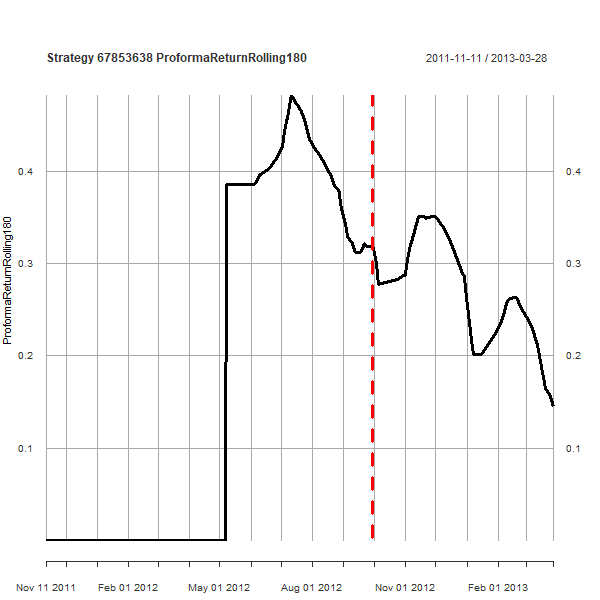 Strategy 67853638 ProformaReturnRolling180
2011-11-11 / 2013-03-28
ProformaReturnRolling180
0.4 0.4
0.3 0.3
0.2 0.2
0.1 0.1
Nov 11 2011 Feb 01 2012 May 01 2012 Aug 01 2012 Nov 01 2012 Feb 01 2013